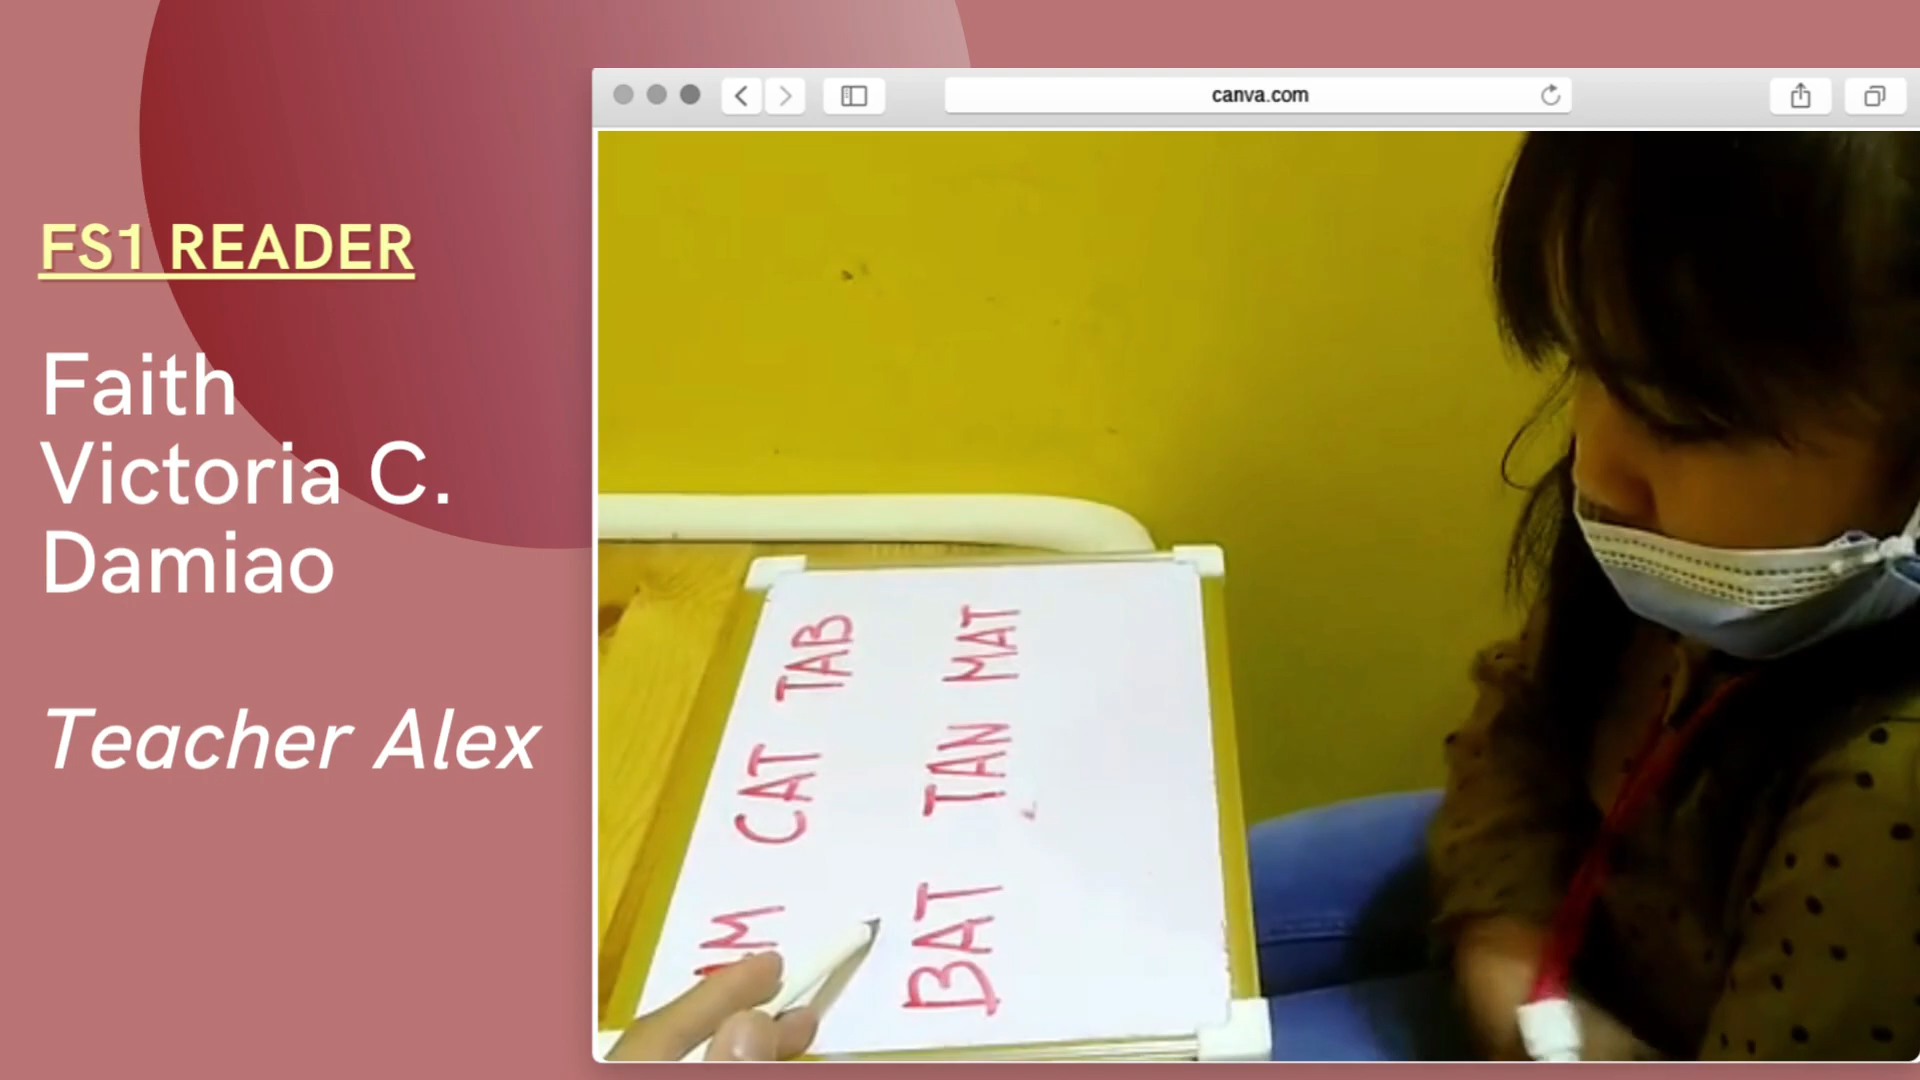 FS1 READER
Faith
Victoria C.
Damiao
Teacher Alex
canva.com
CAT TAB
BAT TAN MAT